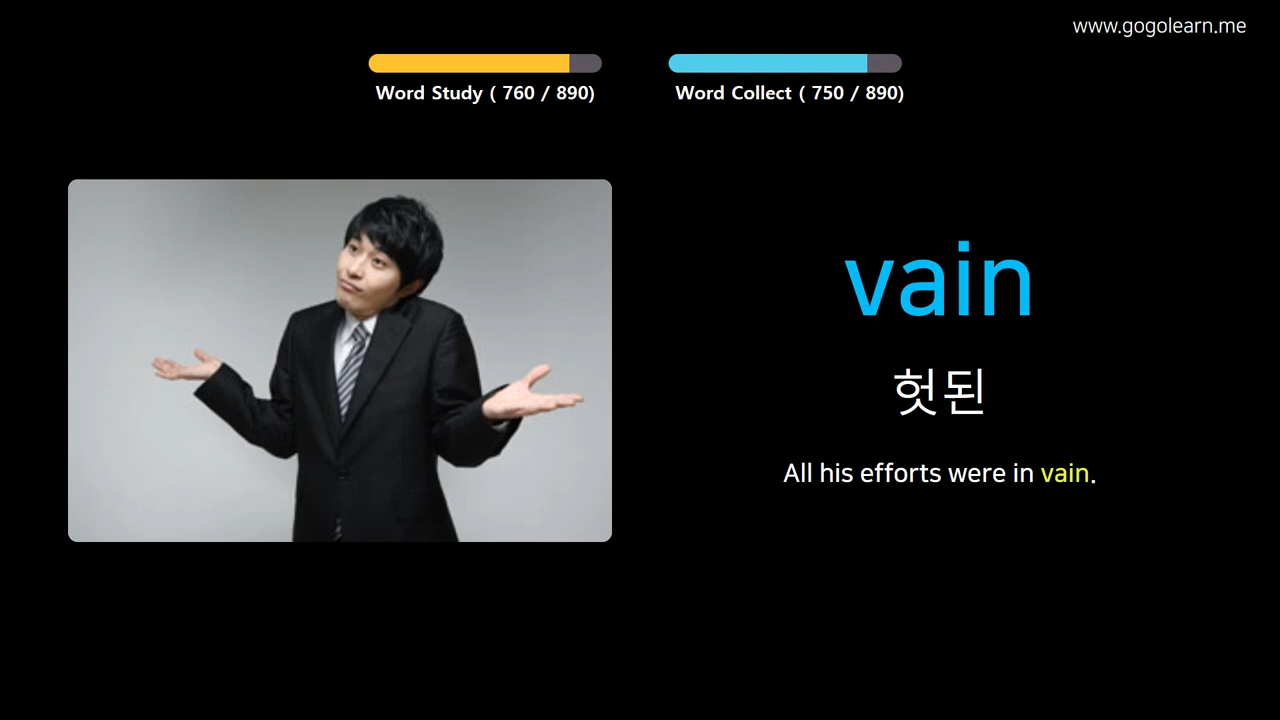 www.gogolearn.me
Word Study ( 760 / 890)
Word Collect ( 750 / 890)
vain
헛된
All his efforts were in vain.